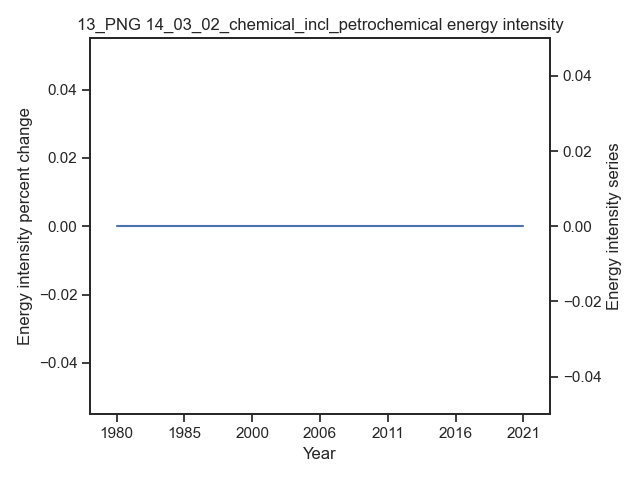 13_PNG 14_03_02_chemical_incl_petrochemical energy intensity
Energy intensity percent change
0.04
0.02
0.00
−0.02
−0.04
0.04
0.02
0.00
−0.02
−0.04
Energy intensity series
1980 1985 2000 2006 2011 2016 2021
Year